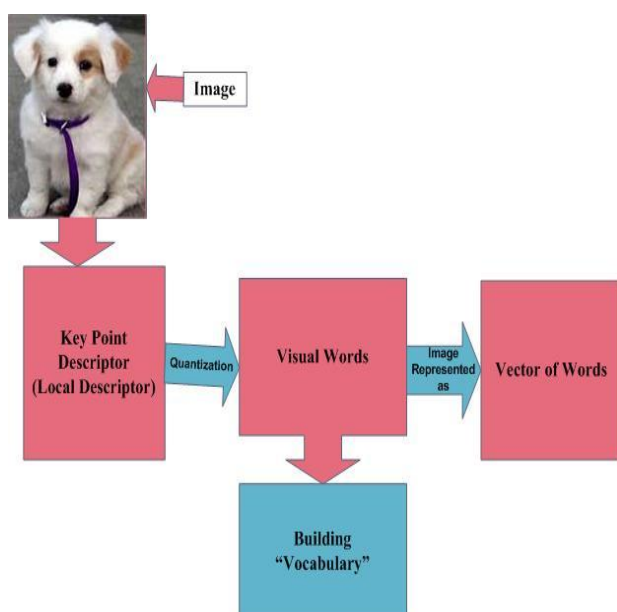 Image
Key Point
Descriptor
(Local Descriptor)
Quantization
Visual Words
Image
Represented
as
Vector of Words
Building
“Vocabulary”